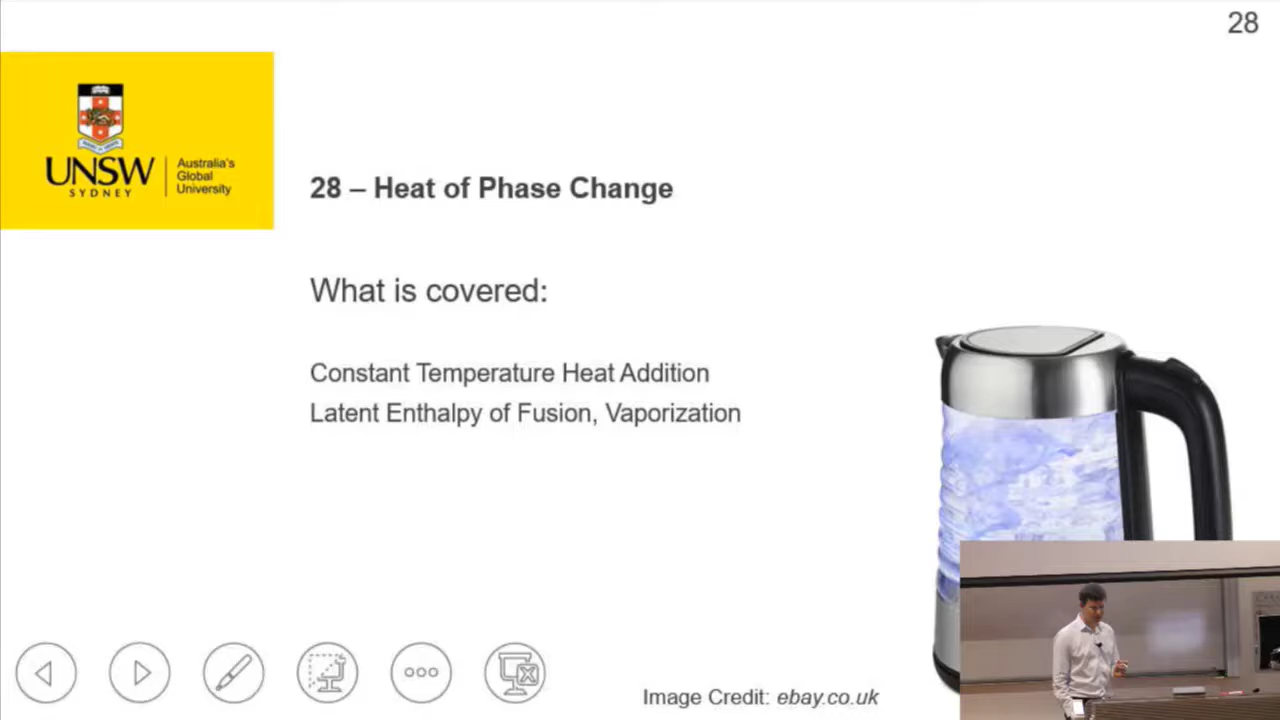 28
UNSW
SYDNEY
Australia's
Global
University
28 – Heat of Phase Change
What is covered:
Constant Temperature Heat Addition
Latent Enthalpy of Fusion, Vaporization
Image Credit: ebay.co.uk